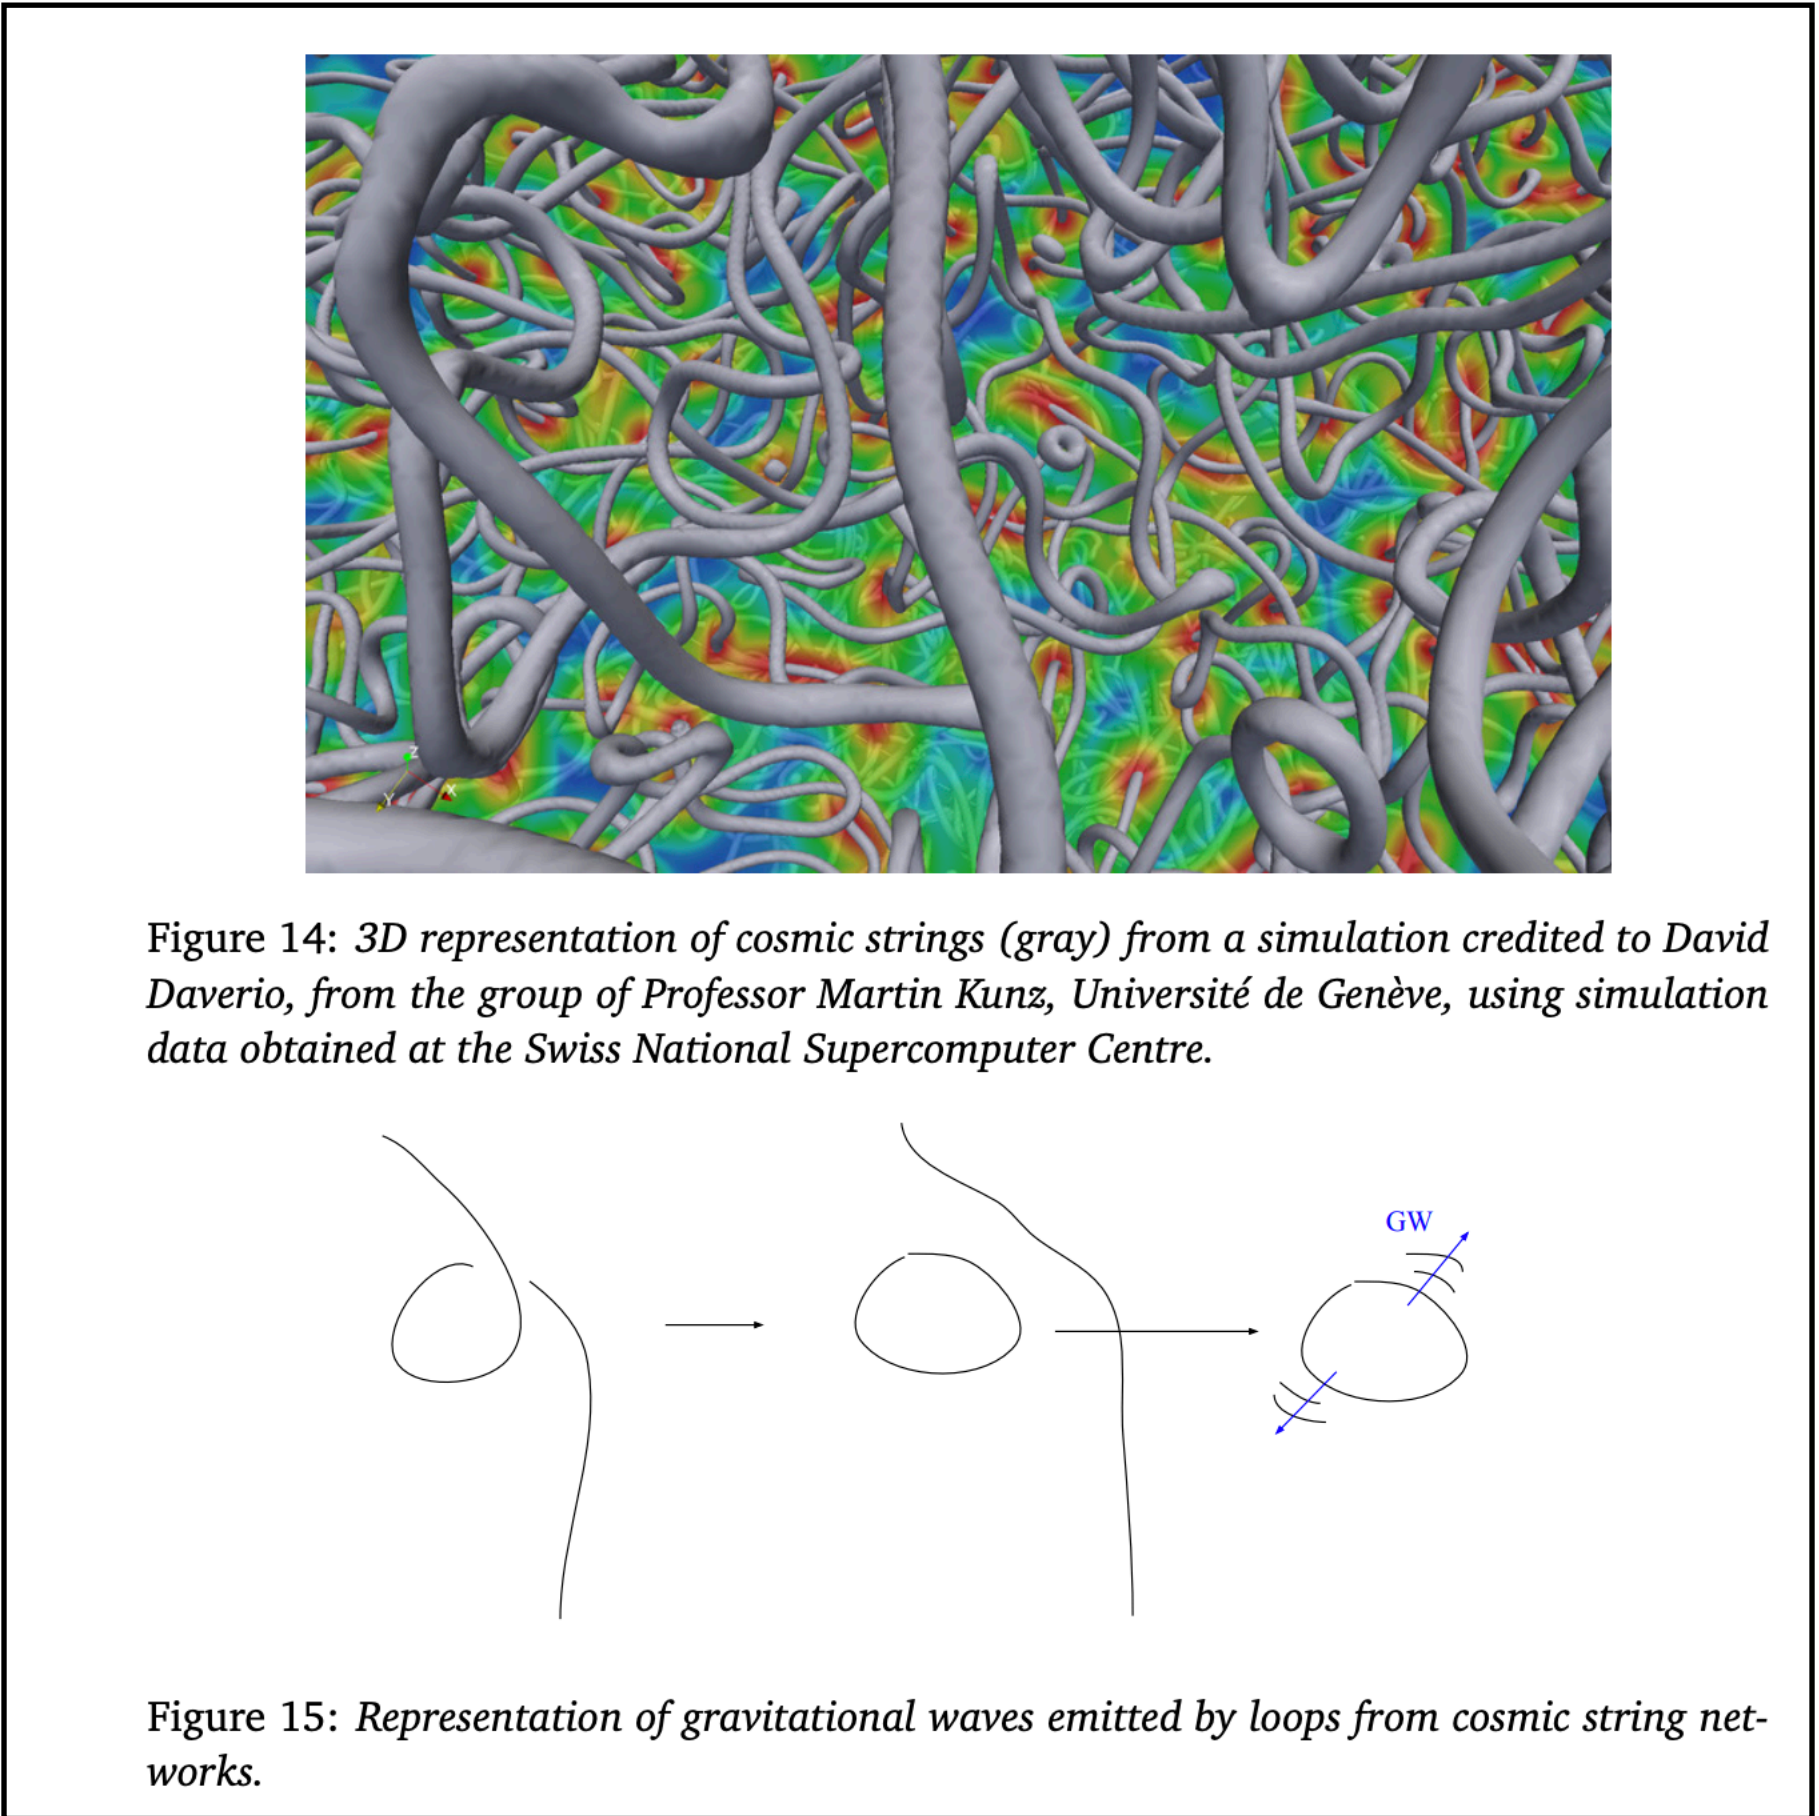 Z
Y
X
Figure 14: 3D representation of cosmic strings (gray) from a simulation credited to David
Daverio, from the group of Professor Martin Kunz, Université de Genève, using simulation
data obtained at the Swiss National Supercomputer Centre.
GW
Figure 15: Representation of gravitational waves emitted by loops from cosmic string net-
works.